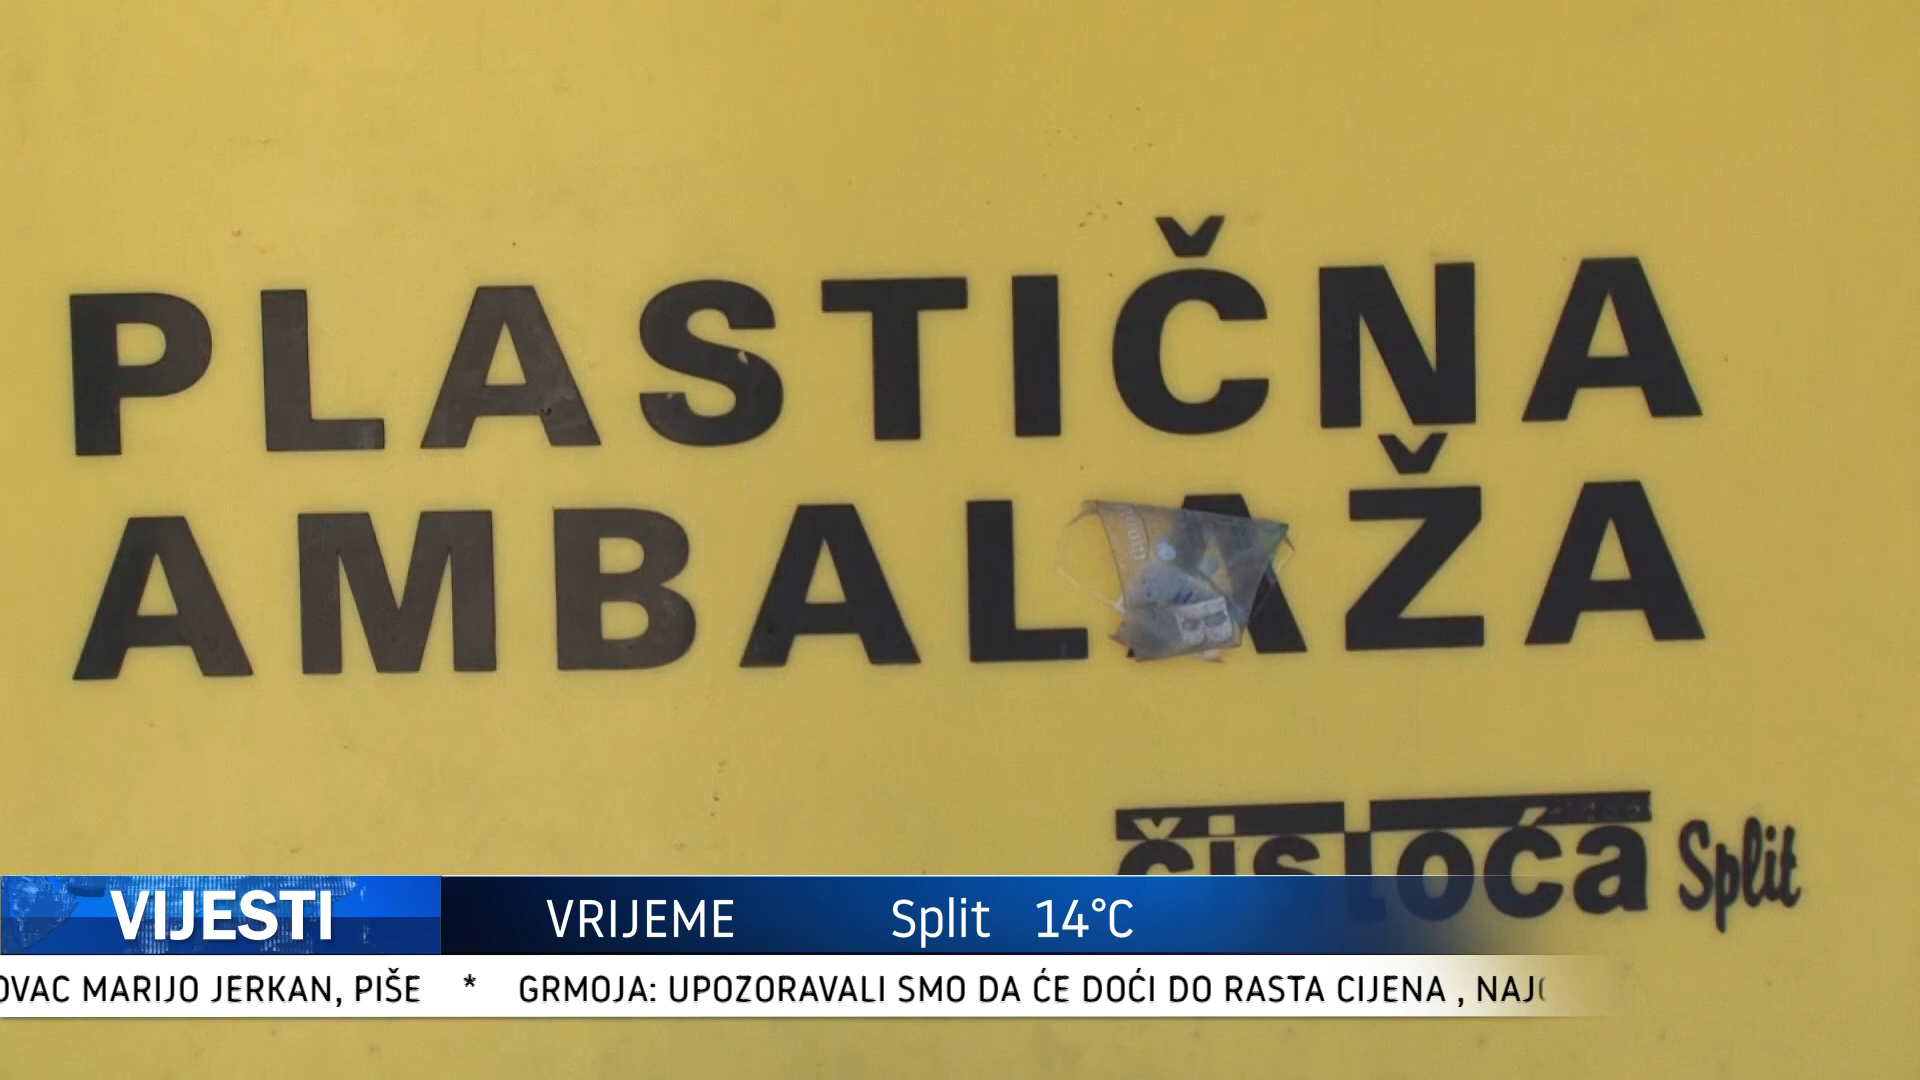 PLASTIČNA
AMBALAŽA
čistoća Split
VIJESTI VRIJEME Split 14°C
MARIJO JERKAN, PIŠE * GRMOJA: UPOZORAVALI SMO DA ĆE DOĆI DO RASTA CIJENA ,